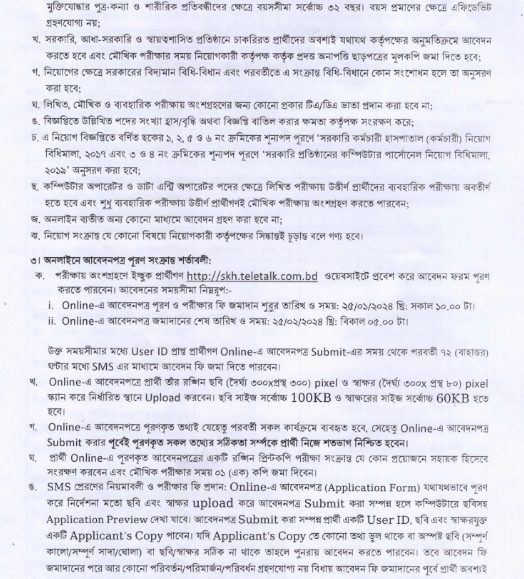 মুক্তিযোদ্ধার পুত্র-কন্যা ও শারীরিক প্রতিবন্ধীদের ক্ষেত্রে বয়সসীমা সর্বোচ্চ ৩২ বছর। বয়স প্রমাণের ক্ষেত্রে এফিডেভিট
গ্রহণযোগ্য নয়;
খ. সরকারি, আধা-সরকারি ও স্বায়ত্বশাসিত প্রতিষ্ঠানে চাকরিরত প্রার্থীদের অবশ্যই যথাযথ কর্তৃপক্ষের অনুমতিক্রমে আবেদন
করতে হবে এবং মৌখিক পরীক্ষার সময় নিয়োগকারী কর্তৃপক্ষ কর্তৃক প্রদত্ত অনাপত্তি ছাড়পত্রের মূলকপি জমা দিতে হবে;
গ. নিয়োগের ক্ষেত্রে সরকারের বিদ্যমান বিধি-বিধান এবং পরবর্তীতে এ সংক্রান্ত বিধি-বিধানে কোন সংশোধন হলে তা অনুসরণ
করা হবে;
ঘ. লিখিত, মৌখিক ও ব্যবহারিক পরীক্ষায় অংশগ্রহণের জন্য কোনো প্রকার টিএ/ডিএ ভাতা প্রদান করা হবে না;
ঙ. বিজ্ঞপ্তিতে উল্লিখিত পদের সংখ্যা হ্রাস/বৃদ্ধি অথবা বিজ্ঞপ্তি বাতিল করার ক্ষমতা কর্তৃপক্ষ সংরক্ষণ করে;
চ. এ নিয়োগ বিজ্ঞপ্তিতে বর্ণিত ছকের ১, ২, ৫ ও ৬ নং ক্রমিকের শূন্যপদ পূরণে 'সরকারি কর্মচারী হাসপাতাল (কর্মচারী) নিয়োগ
বিধিমালা, ২০১৭ এবং ৩ ও ৪ নং ক্রমিকের শূন্যপদ পূরণে 'সরকারি প্রতিষ্ঠানের কম্পিউটার পার্সোনেল নিয়োগ বিধিমালা,
২০১৯' অনুসরণ করা হবে;
ছ. কম্পিউটার অপারেটর ও ডাটা এন্ট্রি অপারেটর পদের ক্ষেত্রে লিখিত পরীক্ষায় উত্তীর্ণ প্রার্থীদের ব্যবহারিক পরীক্ষায় অবতীর্ণ
হতে হবে এবং শুধু ব্যবহারিক পরীক্ষায় উত্তীর্ণ প্রার্থীগণই মৌখিক পরীক্ষায় অংশগ্রহণ করতে পারবেন;
জ. অনলাইন ব্যতীত অন্য কোনো মাধ্যমে আবেদন গ্রহণ করা হবে না;
ঝ. নিয়োগ সংক্রান্ত যে কোনো বিষয়ে নিয়োগকারী কর্তৃপক্ষের সিদ্ধান্তই চূড়ান্ত বলে গণ্য হবে।
৩। অনলাইনে আবেদনপত্র পূরণ সংক্রান্ত শর্তাবলী:
ক. পরীক্ষায় অংশগ্রহণে ইচ্ছুক প্রার্থীগণ http://skh.teletalk.com.bd ওয়েবসাইটে প্রবেশ করে আবেদন ফরম পূরণ
করতে পারবেন। আবেদনের সময়সীমা নিম্নরূপ:-
i. Online-এ আবেদনপত্র পূরণ ও পরীক্ষার ফি জমাদান শুরুর তারিখ ও সময়: ২৫/০১/২০২৪ খ্রি: সকাল ১০.০০ টা।
ii. Online-এ আবেদনপত্র জমাদানের শেষ তারিখ ও সময়: ২৫/০২/২০২৪ খ্রি: বিকাল ০৫.০০ টা।
উক্ত সময়সীমার মধ্যে User ID প্রাপ্ত প্রার্থীগণ Online-এ আবেদনপত্র Submit-এর সময় থেকে পরবর্তী ৭২ (বাহাত্তর)
ঘন্টার মধ্যে SMS এর মাধ্যমে আবেদন ফি জমা দিতে পারবেন।
খ. Online-এ আবেদনপত্রে প্রার্থী তাঁর রঙ্গিন ছবি (দৈর্ঘ্য ৩০০xপ্রস্থ ৩০০) pixel ও স্বাক্ষর (দৈর্ঘ্য ৩০০x প্রস্থ ৮০) pixel
স্ক্যান করে নির্ধারিত স্থানে Upload করবেন। ছবি সাইজ সর্বোচ্চ 100KB ও স্বাক্ষরের সাইজ সর্বোচ্চ 60KB হতে
হবে।
গ. Online-এ আবেদনপত্রে পূরণকৃত তথ্যই যেহেতু পরবর্তী সকল কার্যক্রমে ব্যবহৃত হবে, সেহেতু Online-এ আবেদনপত্র
Submit করার পূর্বেই পূরণকৃত সকল তথ্যের সঠিকতা সম্পর্কে প্রার্থী নিজে শতভাগ নিশ্চিত হবেন।
ঘ. প্রার্থী Online-এ পূরণকৃত আবেদনপত্রের একটি রঙ্গিন প্রিন্টকপি পরীক্ষা সংক্রান্ত যে কোন প্রয়োজনে সহায়ক হিসেবে
সংরক্ষণ করবেন এবং মৌখিক পরীক্ষার সময় ০১ (এক) কপি জমা দিবেন।
ঙ. SMS প্রেরণের নিয়মাবলী ও পরীক্ষার ফি প্রদান: Online-এ আবেদনপত্র (Application Form) যথাযথভাবে পূরণ
করে নির্দেশনা মতো ছবি এবং স্বাক্ষর upload করে আবেদনপত্র Submit করা সম্পন্ন হলে কম্পিউটারে ছবিসহ
Application Preview দেখা যাবে। আবেদনপত্র Submit করা সম্পন্ন প্রার্থী একটি User ID, ছবি এবং স্বাক্ষরযুক্ত
একটি Applicant's Copy পাবেন। যদি Applicant's Copy তে কোনো তথ্য ভুল থাকে বা অস্পষ্ট ছবি (সম্পূর্ণ
কালো/সম্পূর্ণ সাদা/ঘোলা) বা ছবি/স্বাক্ষর সঠিক না থাকে তাহলে পুনরায় আবেদন করতে পারবেন। তবে আবেদন ফি
জমাদানের পরে আর কোনো পরিবর্তন/পরিমার্জন/পরিবর্ধন গ্রহণযোগ্য নয় বিধায় আবেদন ফি জমাদানের পূর্বে প্রার্থী অবশ্যই